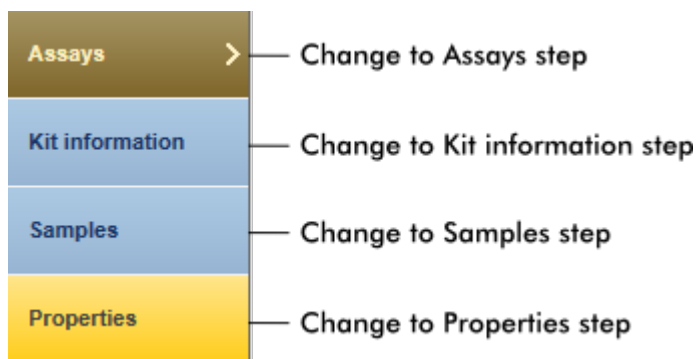 Assays
Change to Assays step
Kit information
Change to Kit information step
Samples
Change to Samples step
Properties
Change to Properties step